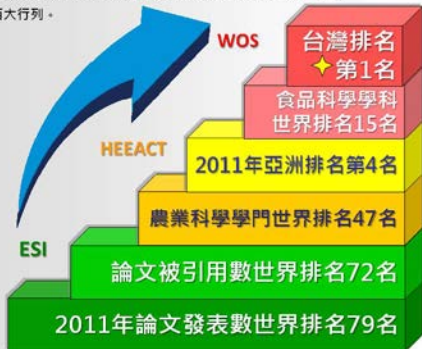 百大行列。
WOS
台灣排名
第1名
食品科學學科
世界排名15名
HEEACT
2011年亞洲排名第4名
農業科學學門世界排名47名
ESI
論文被引用數世界排名72名
2011年論文發表數世界排名79名